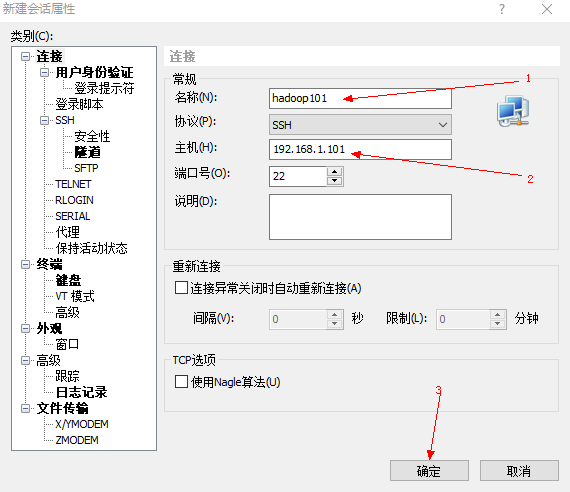 新建会话属性
?
类别(C):
连接
用户身份验证
登录提示符
登录脚本
SSH
安全性
隧道
SFTP
TELNET
RLOGIN
SERIAL
代理
保持活动状态
终端
键盘
VT 模式
高级
外观
窗口
高级
跟踪
日志记录
文件传输
X/YMODEM
ZMODEM
连接
常规
名称(N): hadoop101
1
协议(P): SSH
主机(H): 192.168.1.101
2
端口号(O): 22
说明(D):
重新连接
连接异常关闭时自动重新连接(A)
间隔(V): 0 秒 限制(L): 0 分钟
TCP选项
使用Nagle算法(U)
3
确定 取消